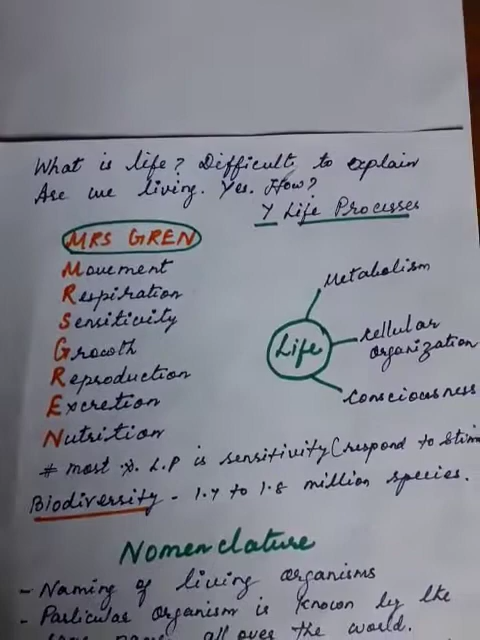 What is life? Difficult to explain
Are we living. Yes. How?
7 Life Processes
MRS GREN
Movement
Respiration
Sensitivity
Growth
Reproduction
Excretion
Nutrition
Metabolism
Life
Cellular
organization
Consciousness
# most L.P is sensitivity (respond to stim
Biodiversity - 1.7 to 1.8 million species.
Nomenclature
- Naming of living organisms
- Particular organism is known by the
same name all over the world.